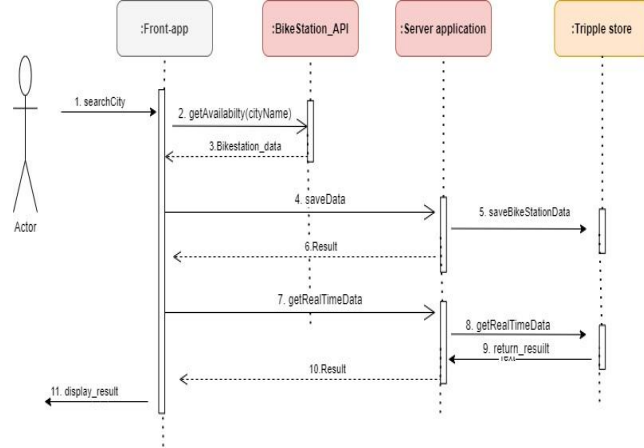 :Front-app
:BikeStation_API
:Server application
:Tripple store
1. searchCity
2. getAvailabilty(cityName)
3.Bikestation_data
4. saveData
5. saveBikeStationData
Actor
6.Result
7. getRealTimeData
8. getRealTimeData
9. return_resuilt
10.Result
11. display_result